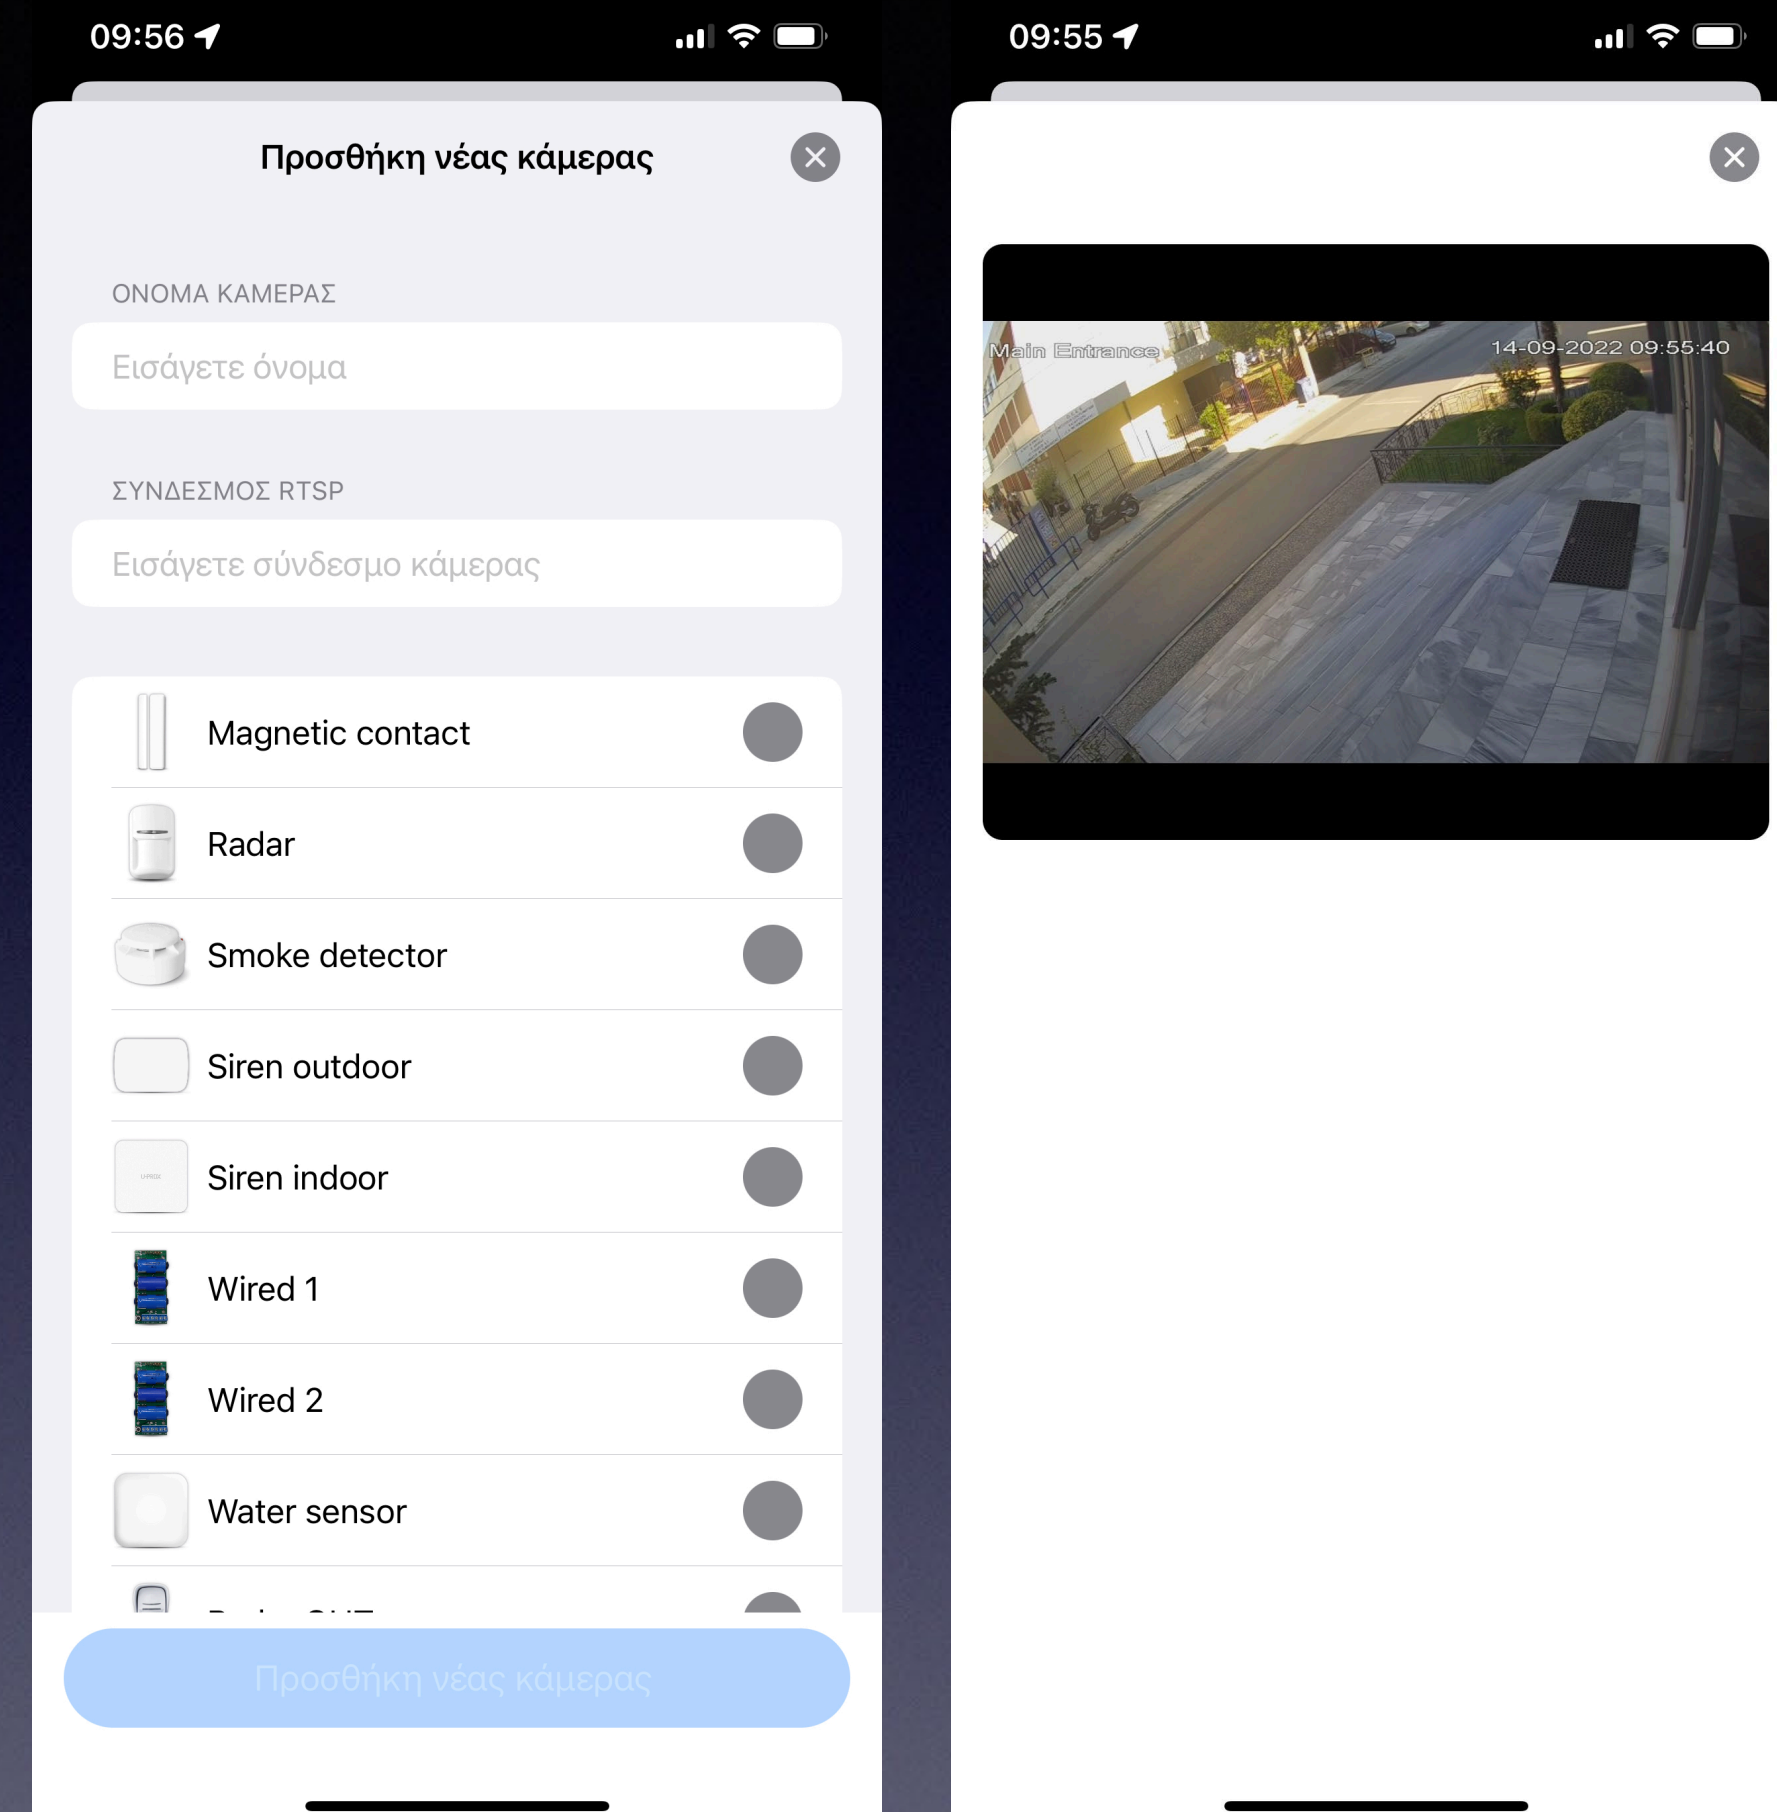 09:56
Προσθήκη νέας κάμερας
ΟΝΟΜΑ ΚΑΜΕΡΑΣ
Εισάγετε όνομα
ΣΥΝΔΕΣΜΟΣ RTSP
Εισάγετε σύνδεσμο κάμερας
Magnetic contact
Radar
Smoke detector
Siren outdoor
Siren indoor
Wired 1
Wired 2
Water sensor
Προσθήκη νέας κάμερας
09:55
Main Entrance
14-09-2022 09:55:40